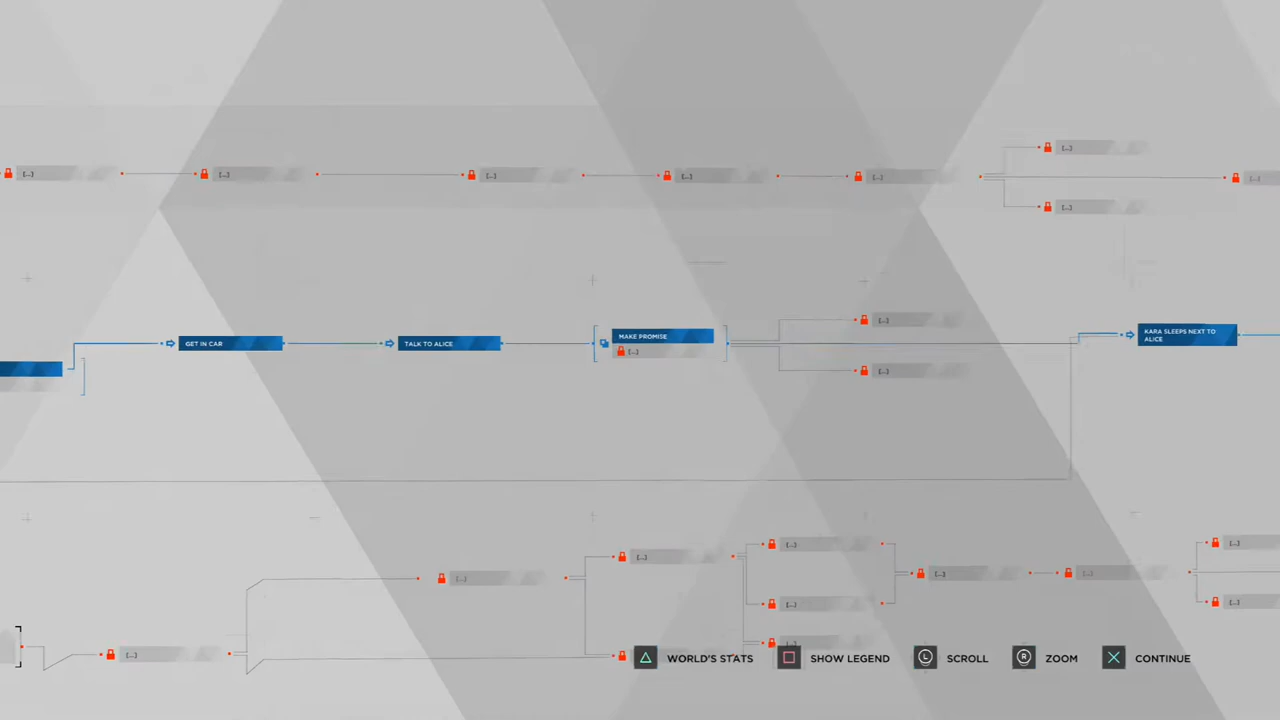 [...]
[...]
[...]
[...]
[...]
[...]
[...]
[...]
GET IN CAR
TALK TO ALICE
MAKE PROMISE
[...]
[...]
[...]
KARA SLEEPS NEXT TO
ALICE
[...]
[...]
[...]
[...]
[...]
[...]
[...]
[...]
[...]
[...]
WORLD'S STATS
SHOW LEGEND
L
SCROLL
R
ZOOM
CONTINUE